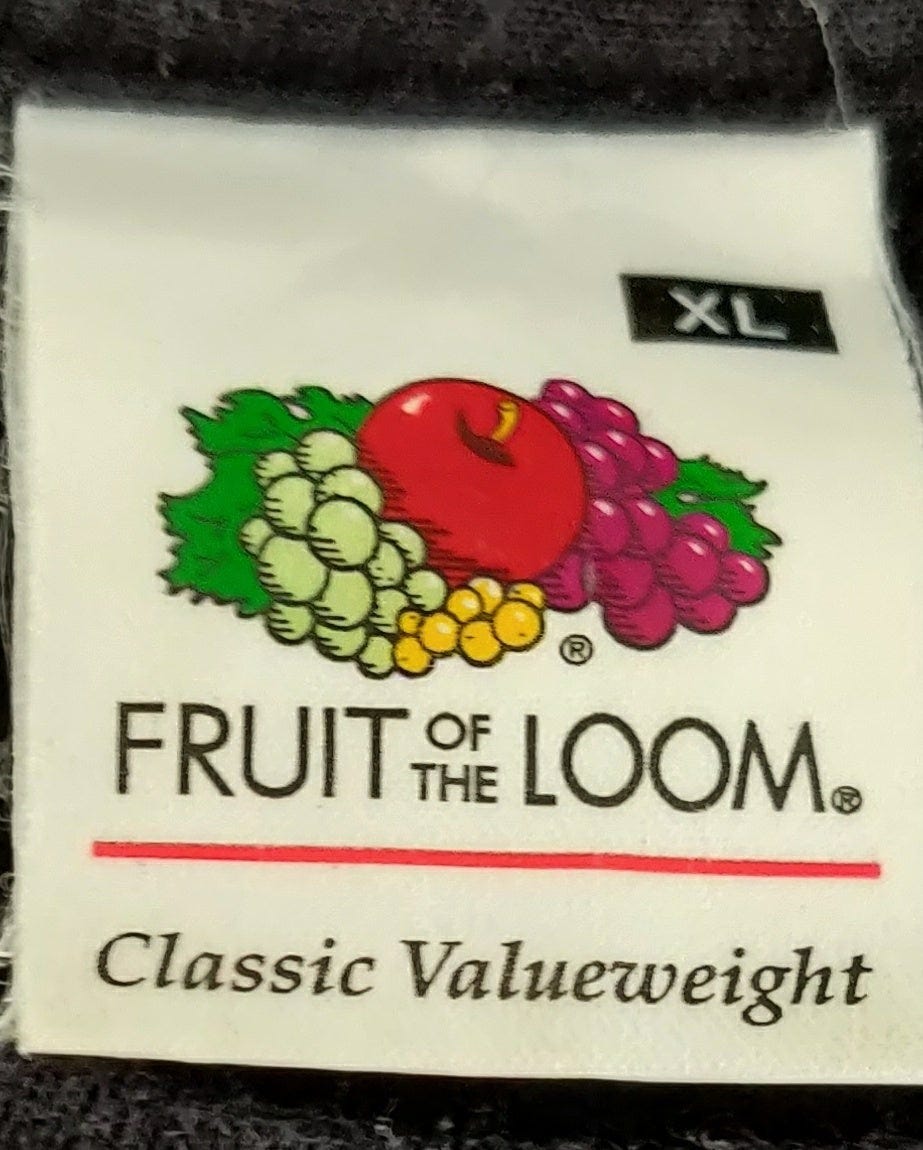 XL
®
FRUIT OF THE LOOM®
Classic Valueweight